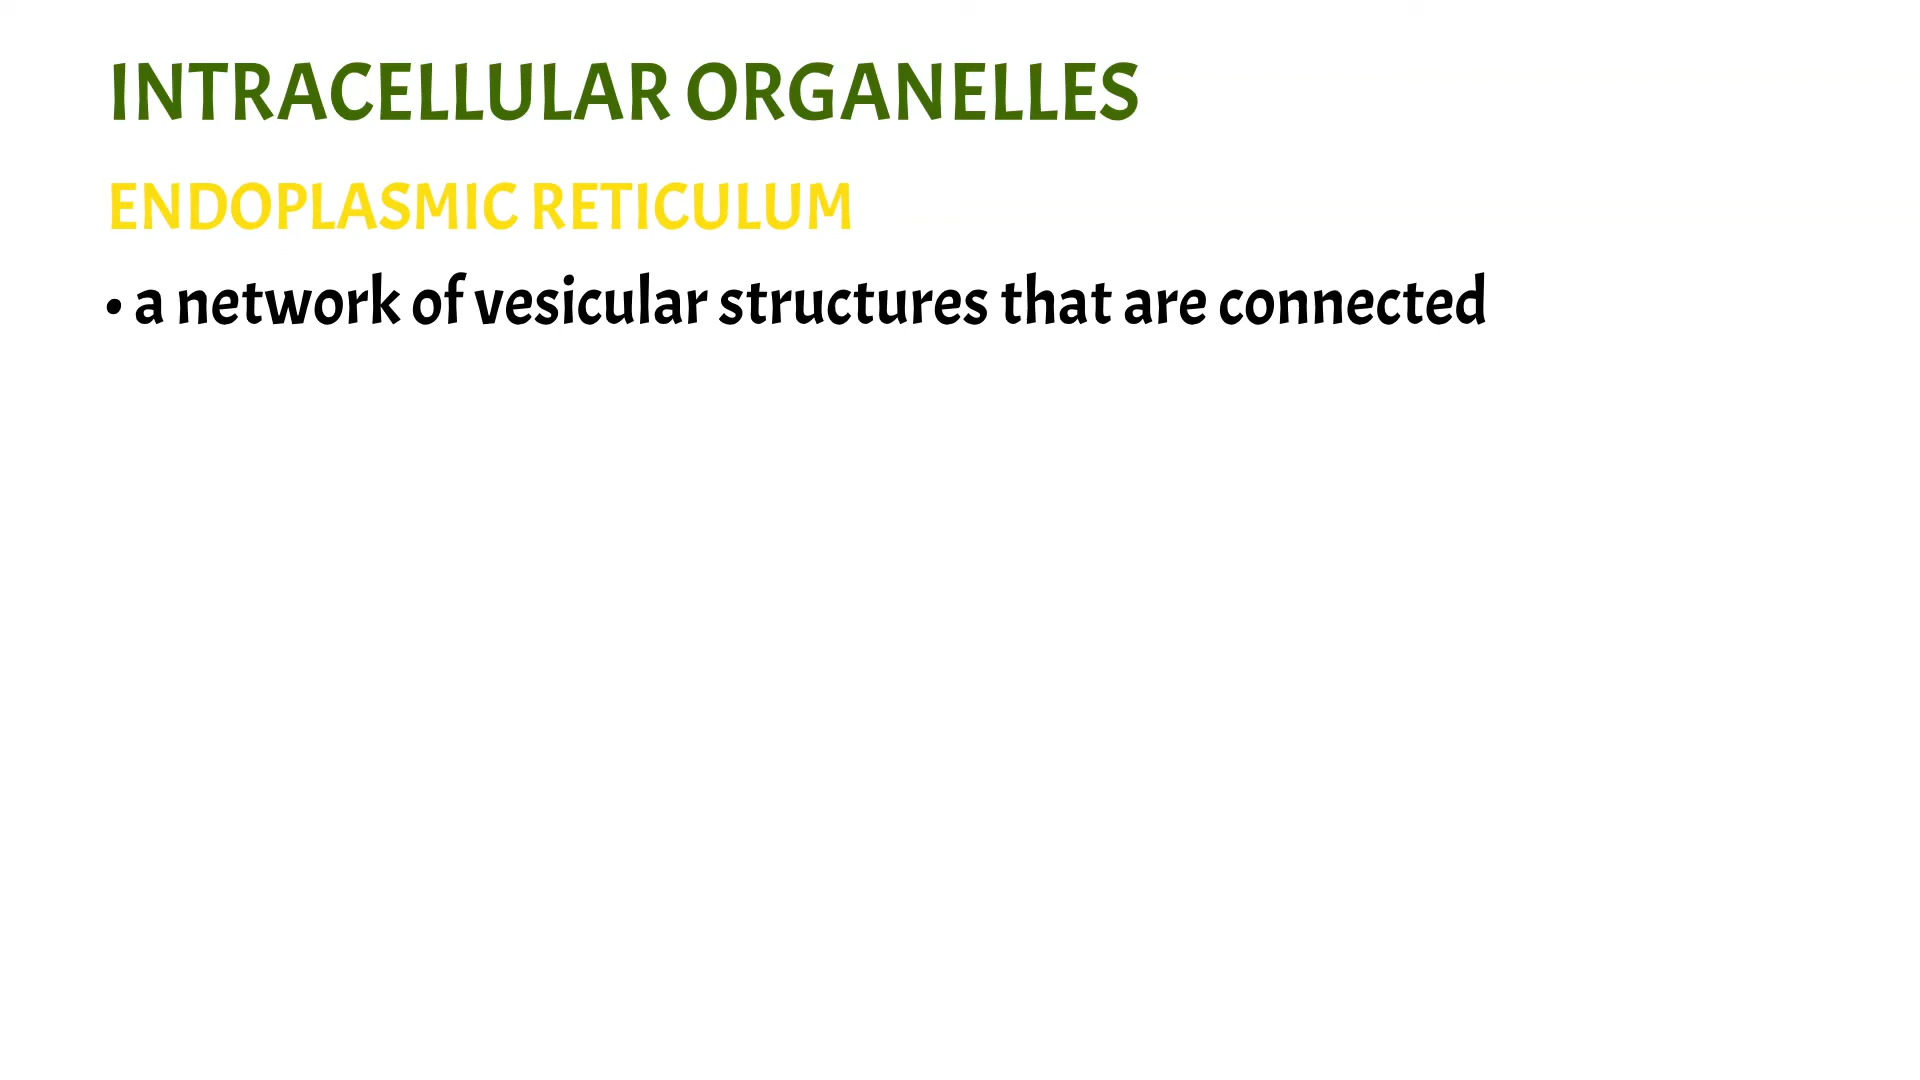 INTRACELLULAR ORGANELLES
ENDOPLASMIC RETICULUM
• a network of vesicular structures that are connected